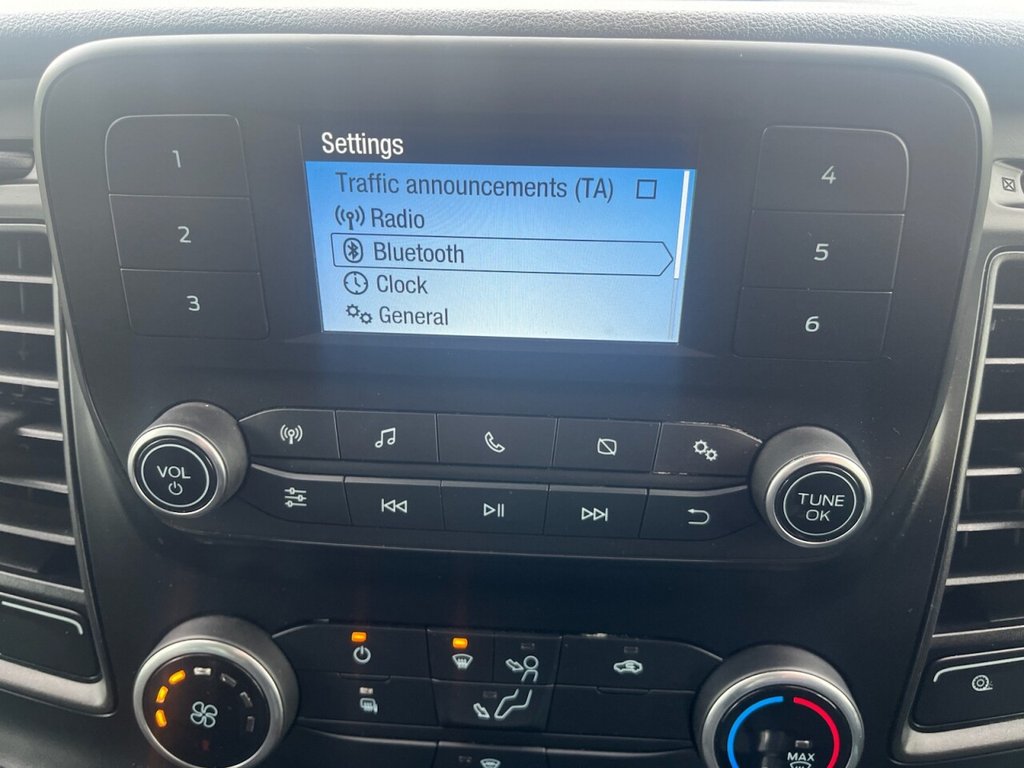 Settings
Traffic announcements (TA)
Radio
Bluetooth
Clock
General
1
2
3
4
5
6
VOL
TUNE
OK
MAX